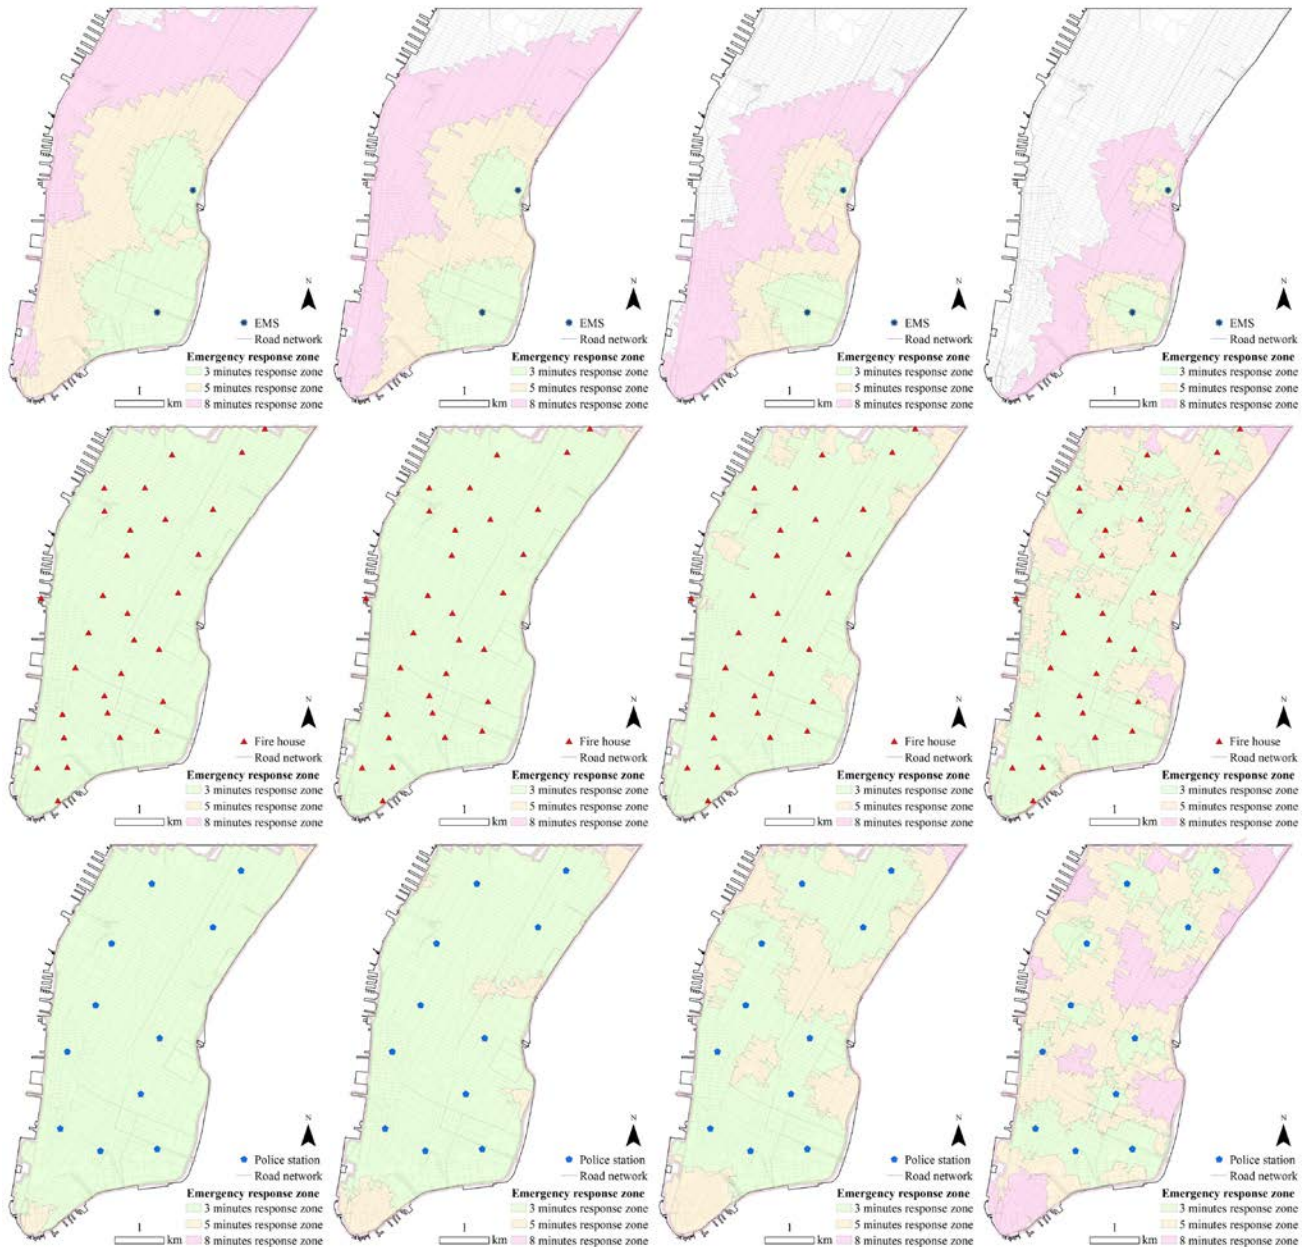 N
EMS
Road network
Emergency response zone
3 minutes response zone
5 minutes response zone
8 minutes response zone
1
km
N
EMS
Road network
Emergency response zone
3 minutes response zone
5 minutes response zone
8 minutes response zone
1
km
N
EMS
Road network
Emergency response zone
3 minutes response zone
5 minutes response zone
8 minutes response zone
1
km
N
EMS
Road network
Emergency response zone
3 minutes response zone
5 minutes response zone
8 minutes response zone
1
km
N
Fire house
Road network
Emergency response zone
3 minutes response zone
5 minutes response zone
8 minutes response zone
1
km
N
Fire house
Road network
Emergency response zone
3 minutes response zone
5 minutes response zone
8 minutes response zone
1
km
N
Fire house
Road network
Emergency response zone
3 minutes response zone
5 minutes response zone
8 minutes response zone
1
km
N
Fire house
Road network
Emergency response zone
3 minutes response zone
5 minutes response zone
8 minutes response zone
1
km
N
Police station
Road network
Emergency response zone
3 minutes response zone
5 minutes response zone
8 minutes response zone
1
km
N
Police station
Road network
Emergency response zone
3 minutes response zone
5 minutes response zone
8 minutes response zone
1
km
N
Police station
Road network
Emergency response zone
3 minutes response zone
5 minutes response zone
8 minutes response zone
1
km
N
Police station
Road network
Emergency response zone
3 minutes response zone
5 minutes response zone
8 minutes response zone
1
km